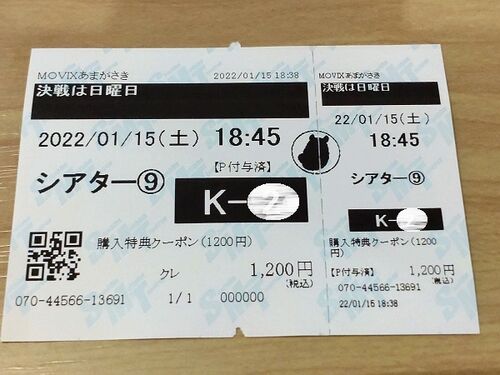 MOVIXあまがさき 2022/01/15 18:38
決戦は日曜日
2022/01/15(土) 18:45
【P付与済】
シアター⑨
K-
購入特典クーポン(1200円)
クレ 1,200円
(税込)
070-44566-13691 1/1 000000
MOVIXあまがさき
決戦は日曜日
22/01/15(土)
18:45
シアター⑨
K-
購入特典クーポン(1200
円)
【P付与済】 1,200円
070-44566-13691 (税込)
22/01/15 18:38